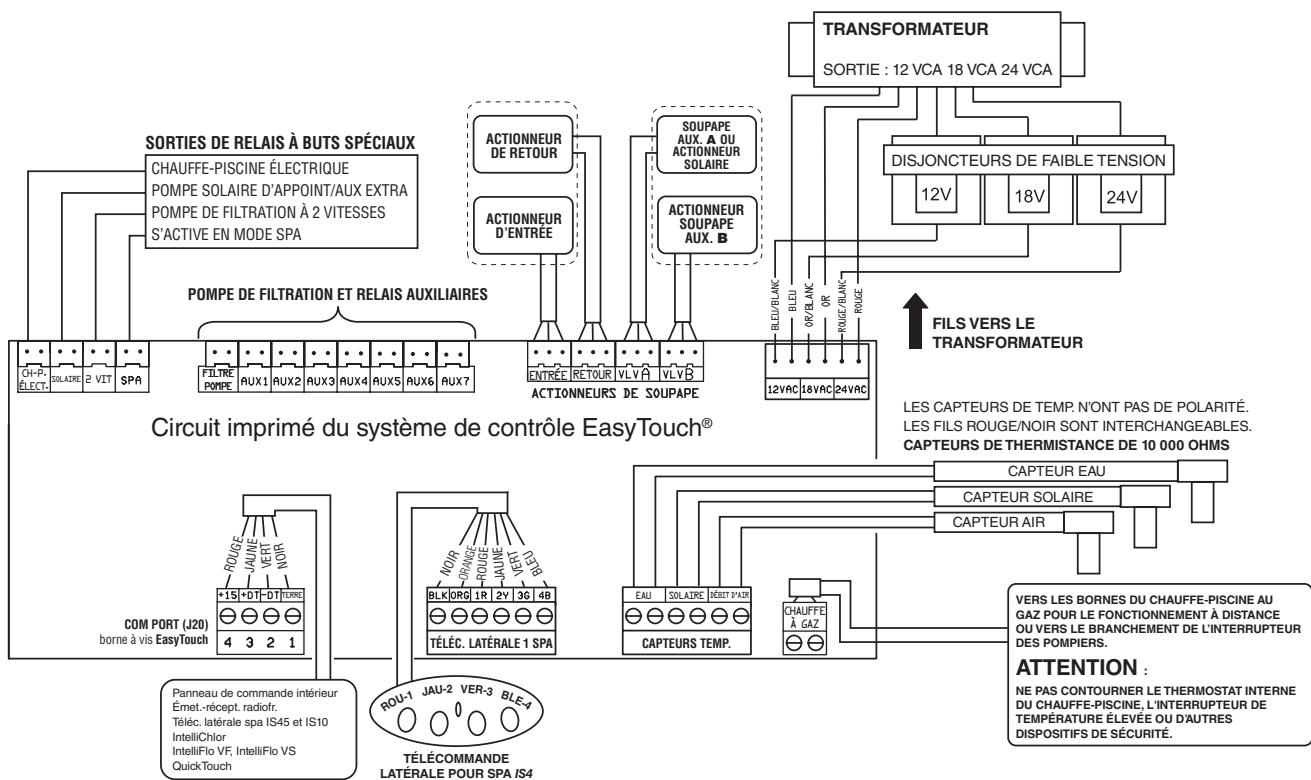 TRANSFORMATEUR
SORTIE : 12 VCA 18 VCA 24 VCA
SORTIES DE RELAIS À BUTS SPÉCIAUX
CHAUFFE-PISCINE ÉLECTRIQUE
POMPE SOLAIRE D'APPOINT/AUX EXTRA
POMPE DE FILTRATION À 2 VITESSES
S'ACTIVE EN MODE SPA
ACTIONNEUR
DE RETOUR
ACTIONNEUR
D'ENTRÉE
SOUPAPE
AUX. A OU
ACTIONNEUR
SOLAIRE
ACTIONNEUR
SOUPAPE
AUX. B
DISJONCTEURS DE FAIBLE TENSION
12V
18V
24V
BLEU/BLANC
BLEU
OR/BLANC
OR
ROUGE/BLANC
ROUGE
FILS VERS LE
TRANSFORMATEUR
POMPE DE FILTRATION ET RELAIS AUXILIAIRES
CH-P.
ÉLECT.
SOLAIRE
2 VIT
SPA
FILTRE
POMPE
AUX1
AUX2
AUX3
AUX4
AUX5
AUX6
AUX7
ENTRÉE
RETOUR
VLVA
VLVB
ACTIONNEURS DE SOUPAPE
12VAC
18VAC
24VAC
Circuit imprimé du système de contrôle EasyTouch®
LES CAPTEURS DE TEMP. N'ONT PAS DE POLARITÉ.
LES FILS ROUGE/NOIR SONT INTERCHANGEABLES.
CAPTEURS DE THERMISTANCE DE 10 000 OHMS
CAPTEUR EAU
CAPTEUR SOLAIRE
CAPTEUR AIR
ROUGE
JAUNE
VERT
NOIR
+15
+DT
-DT
TERRE
4 3 2 1
COM PORT (J20)
borne à vis EasyTouch
NOIR
ORANGE
ROUGE
JAUNE
VERT
BLEU
BLK
ORG
1R
2Y
3G
4B
TÉLÉC. LATÉRALE 1 SPA
EAU
SOLAIRE
DÉBIT D'AIR
CAPTEURS TEMP.
CHAUFFE
À GAZ
VERS LES BORNES DU CHAUFFE-PISCINE AU
GAZ POUR LE FONCTIONNEMENT À DISTANCE
OU VERS LE BRANCHEMENT DE L'INTERRUPTEUR
DES POMPIERS.
ATTENTION :
NE PAS CONTOURNER LE THERMOSTAT INTERNE
DU CHAUFFE-PISCINE, L'INTERRUPTEUR DE
TEMPÉRATURE ÉLEVÉE OU D'AUTRES
DISPOSITIFS DE SÉCURITÉ.
Panneau de commande intérieur
Émet.-récept. radiofr.
Téléc. latérale spa IS45 et IS10
IntelliChlor
IntelliFlo VF, IntelliFlo VS
QuickTouch
ROU-1
JAU-2
VER-3
BLE-4
TÉLÉCOMMANDE
LATÉRALE POUR SPA IS4